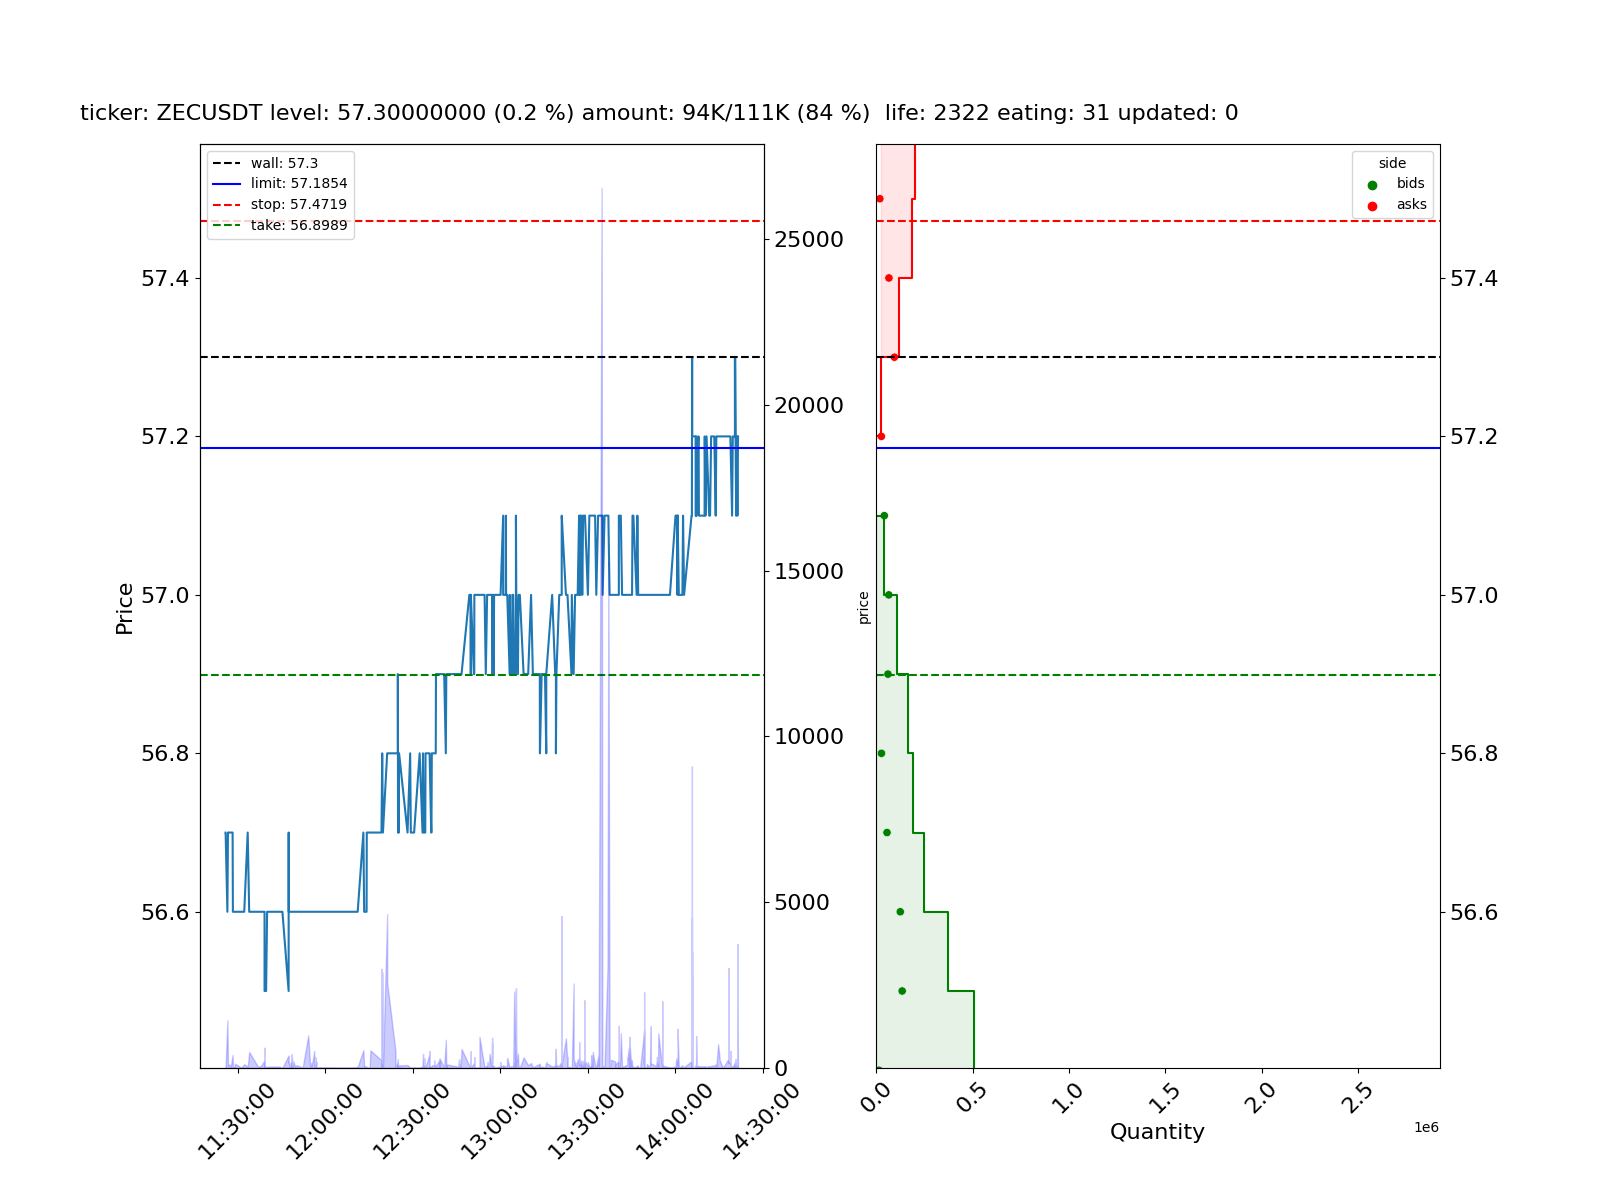 ticker: ZECUSDT level: 57.30000000 (0.2 %) amount: 94K/111K (84 %)  life: 2322 eating: 31 updated: 0
wall: 57.3
limit: 57.1854
stop: 57.4719
take: 56.8989
Price
57.4
57.2
57.0
56.8
56.6
25000
20000
15000
10000
5000
0
11:30:00
12:00:00
12:30:00
13:00:00
13:30:00
14:00:00
14:30:00
side
bids
asks
price
57.4
57.2
57.0
56.8
56.6
0.0
0.5
1.0
1.5
2.0
2.5
1e6
Quantity